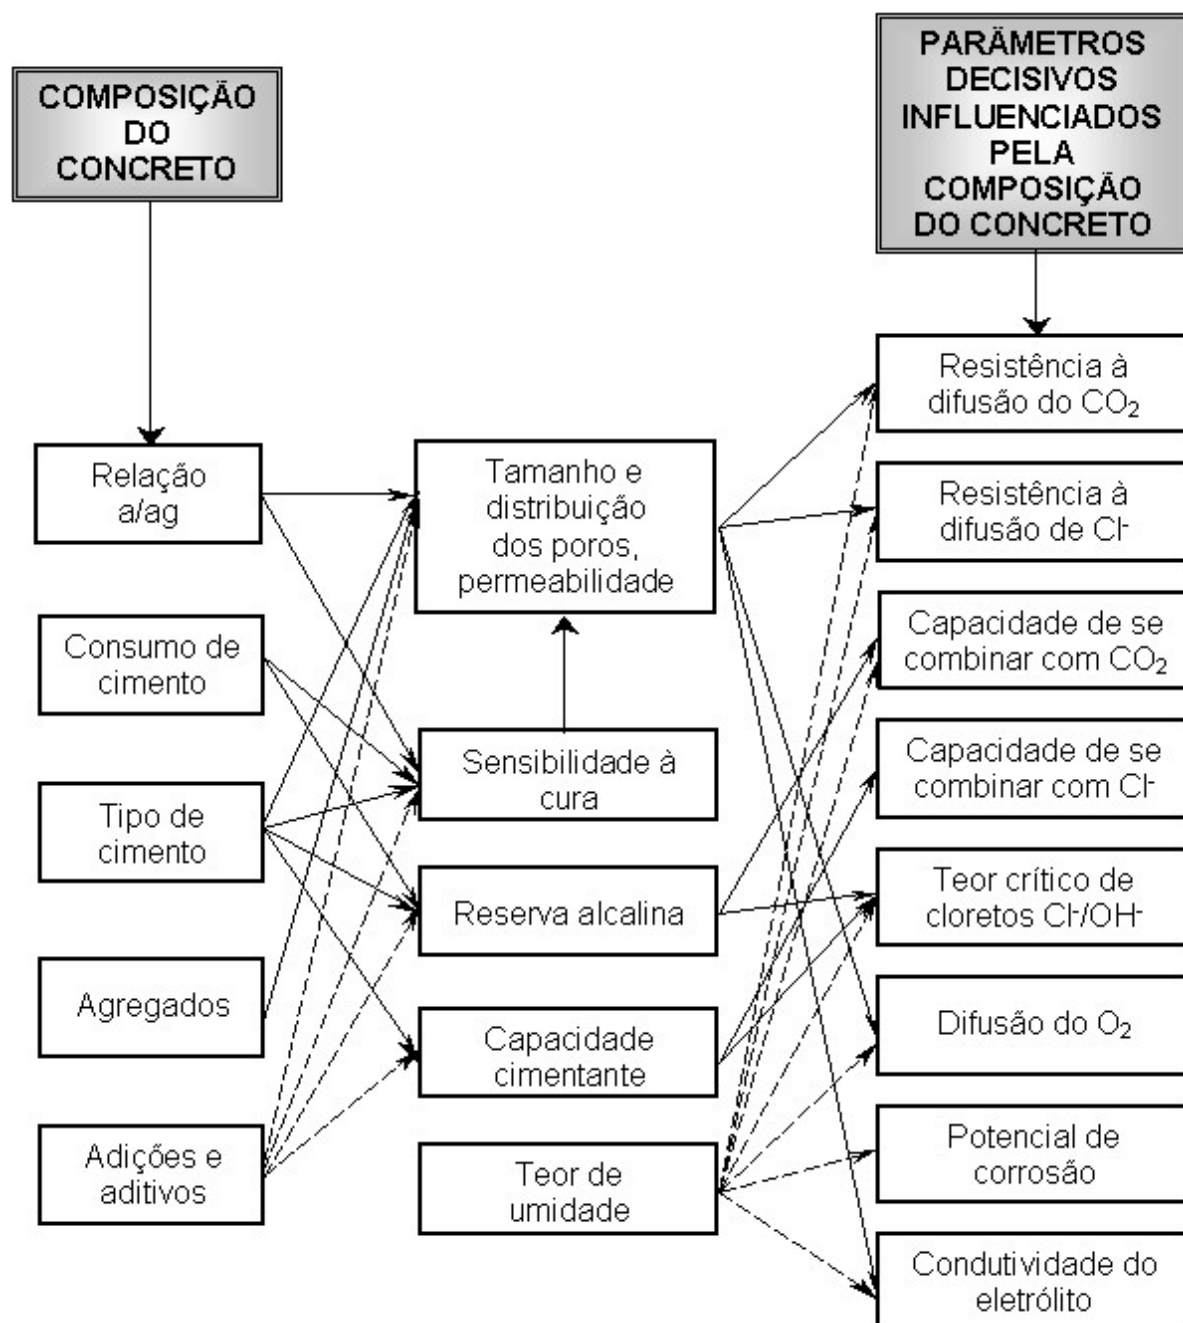 COMPOSIÇÃO
DO
CONCRETO
Relação
a/ag
Consumo de
cimento
Tipo de
cimento
Agregados
Adições e
aditivos
Tamanho e
distribuição
dos poros,
permeabilidade
Sensibilidade à
cura
Reserva alcalina
Capacidade
cimentante
Teor de
umidade
PARÂMETROS
DECISIVOS
INFLUENCIADOS
PELA
COMPOSIÇÃO
DO CONCRETO
Resistência à
difusão do CO₂
Resistência à
difusão de Cl⁻
Capacidade de se
combinar com CO₂
Capacidade de se
combinar com Cl⁻
Teor crítico de
cloretos Cl⁻/OH⁻
Difusão do O₂
Potencial de
corrosão
Condutividade do
eletrólito